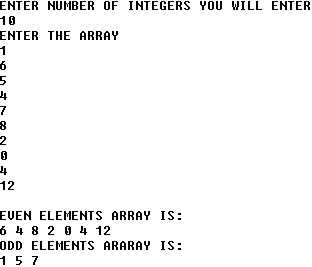 ENTER NUMBER OF INTEGERS YOU WILL ENTER
10
ENTER THE ARRAY
1
6
5
4
7
8
2
0
4
12
EVEN ELEMENTS ARRAY IS:
6 4 8 2 0 4 12
ODD ELEMENTS ARARAY IS:
1 5 7